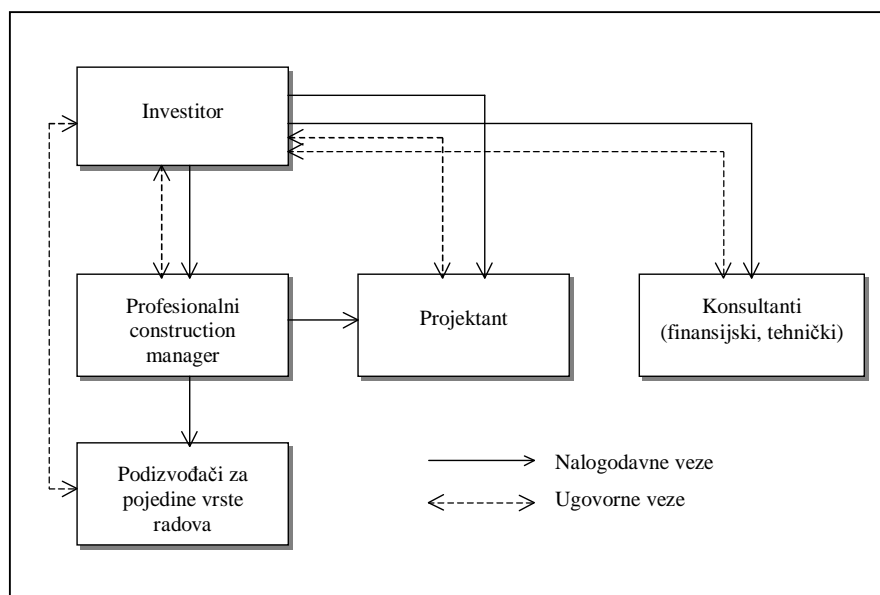 Investitor
Profesionalni
construction
manager
Projektant
Konsultanti
(finansijski, tehnički)
Podizvođači za
pojedine vrste
radova
Nalogodavne veze
Ugovorne veze